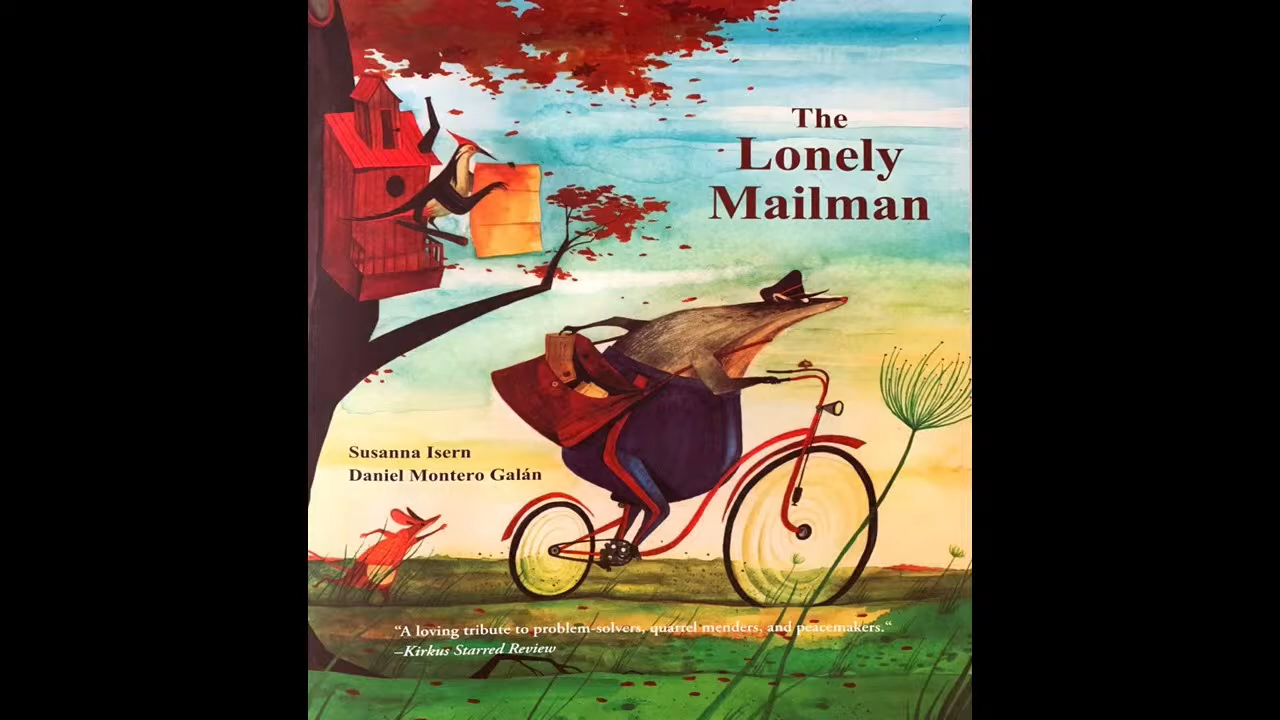 The
Lonely
Mailman
Susanna Isern
Daniel Montero Galán
“A loving tribute to problem-solvers, quarrel menders, and peacemakers.“
–Kirkus Starred Review